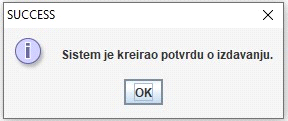 SUCCESS
Sistem je kreirao potvrdu o izdavanju.
OK